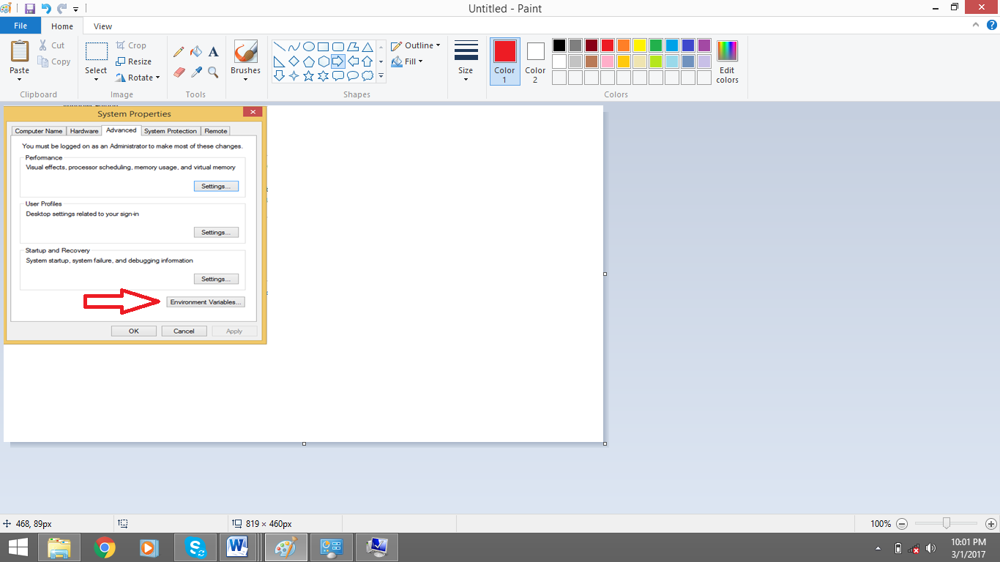 Untitled - Paint
File Home View
Paste
Cut
Copy
Clipboard
Select
Crop
Resize
Rotate
Image
A
Tools
Brushes
Shapes
Outline
Fill
Size
Color 1
Color 2
Edit colors
Colors
System Properties
Computer Name Hardware Advanced System Protection Remote
You must be logged on as an Administrator to make most of these changes.
Performance
Visual effects, processor scheduling, memory usage, and virtual memory
Settings...
User Profiles
Desktop settings related to your sign-in
Settings...
Startup and Recovery
System startup, system failure, and debugging information
Settings...
Environment Variables...
OK Cancel Apply
468, 89px
819 × 460px
100%
10:01 PM
3/1/2017